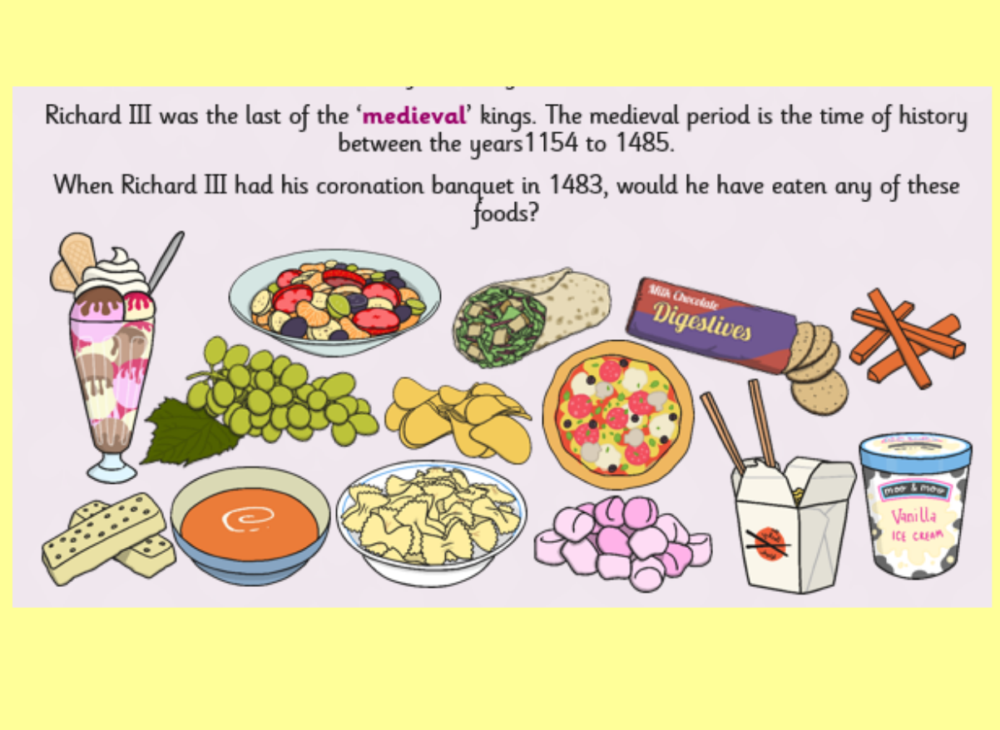 Richard III was the last of the ‘medieval’ kings. The medieval period is the time of history
between the years1154 to 1485.
When Richard III had his coronation banquet in 1483, would he have eaten any of these
foods?
Milk Chocolate
Digestives
moo & moo
Vanilla
ICE CREAM